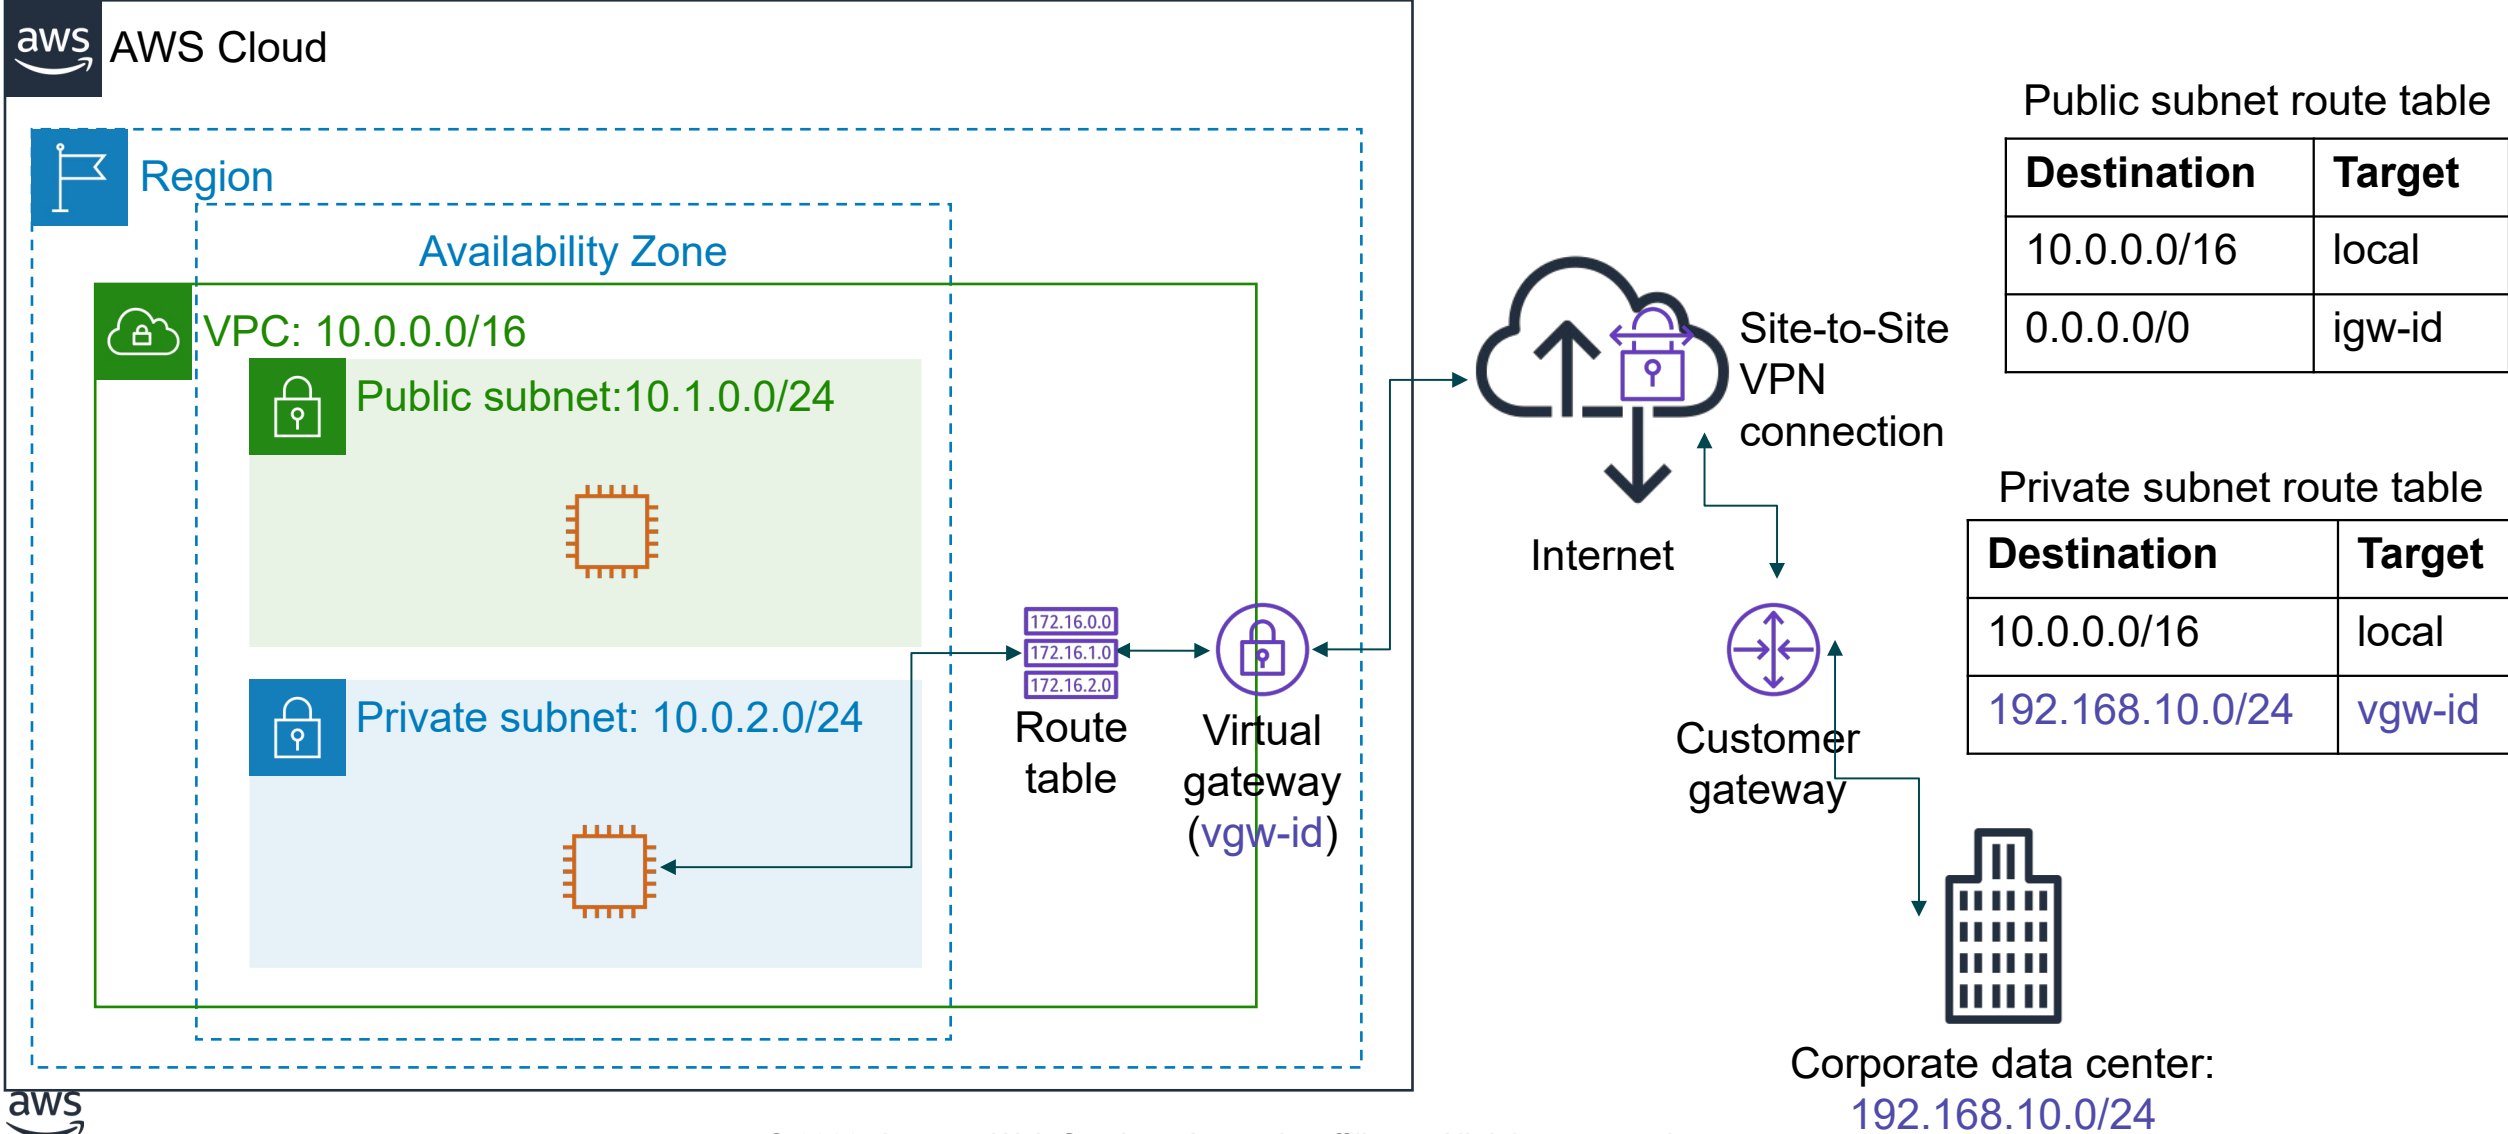 aws
AWS Cloud
Region
Availability Zone
VPC: 10.0.0.0/16
Public subnet:10.1.0.0/24
Private subnet: 10.0.2.0/24
172.16.0.0
172.16.1.0
172.16.2.0
Route
table
Virtual
gateway
(vgw-id)
Site-to-Site
VPN
connection
Internet
Customer
gateway
Corporate data center:
192.168.10.0/24
Public subnet route table
Destination Target
10.0.0.0/16 local
0.0.0.0/0 igw-id
Private subnet route table
Destination Target
10.0.0.0/16 local
192.168.10.0/24 vgw-id
aws